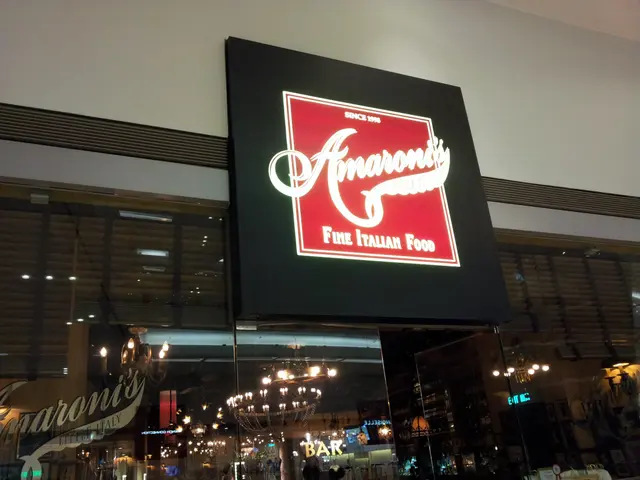 SINCE 1998
Amaroni's
FINE ITALIAN FOOD
Amaroni's
BAR